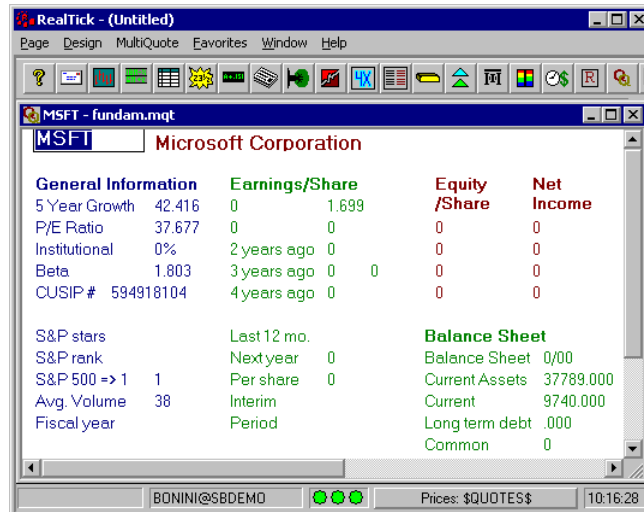 RealTick - (Untitled)
Page Design MultiQuote Favorites Window Help
? 23⅝ 4X $ R
MSFT - fundam.mqt
MSFT Microsoft Corporation
General Information Earnings/Share Equity /Share Net Income
5 Year Growth 42.416 0 1.699
P/E Ratio 37.677 0 0 0 0
Institutional 0% 2 years ago 0 0 0
Beta 1.803 3 years ago 0 0 0 0
CUSIP # 594918104 4 years ago 0 0 0
S&P stars Last 12 mo. Balance Sheet
S&P rank Next year 0 Balance Sheet 0/00
S&P 500 => 1 1 Per share 0 Current Assets 37789.000
Avg. Volume 38 Interim Current 9740.000
Fiscal year Period Long term debt .000
Common 0
BONINI@SBDEMO Prices: $QUOTES$ 10:16:28